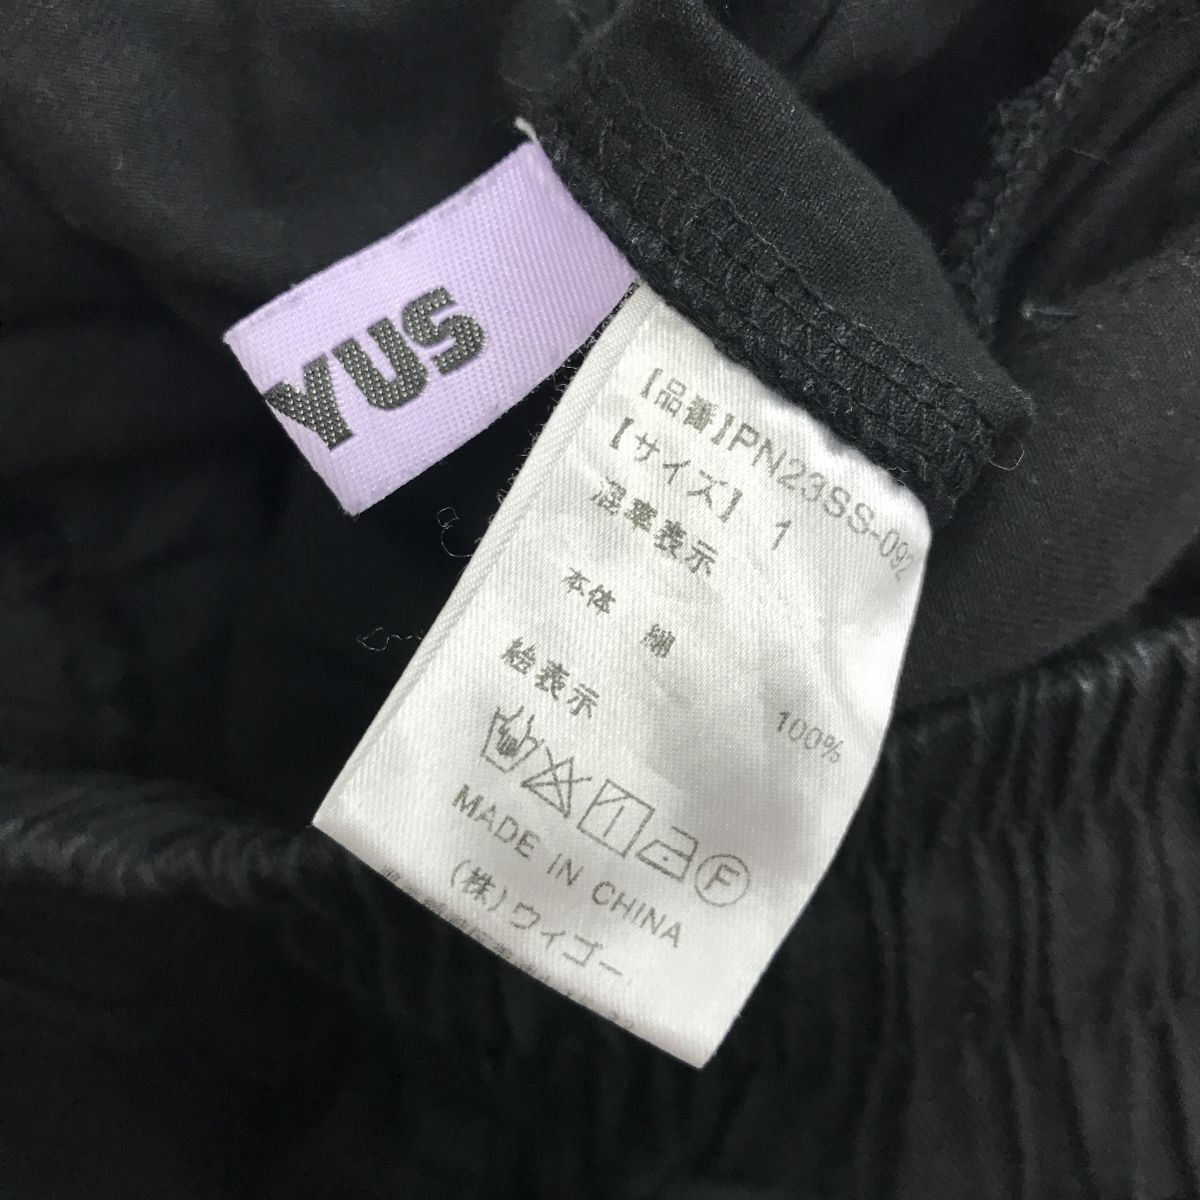 YUS
【品番】PN23SS-092
【サイズ】 1
混率表示
本体 綿 100%
絵表示
F
MADE IN CHINA
(株)ウィゴー